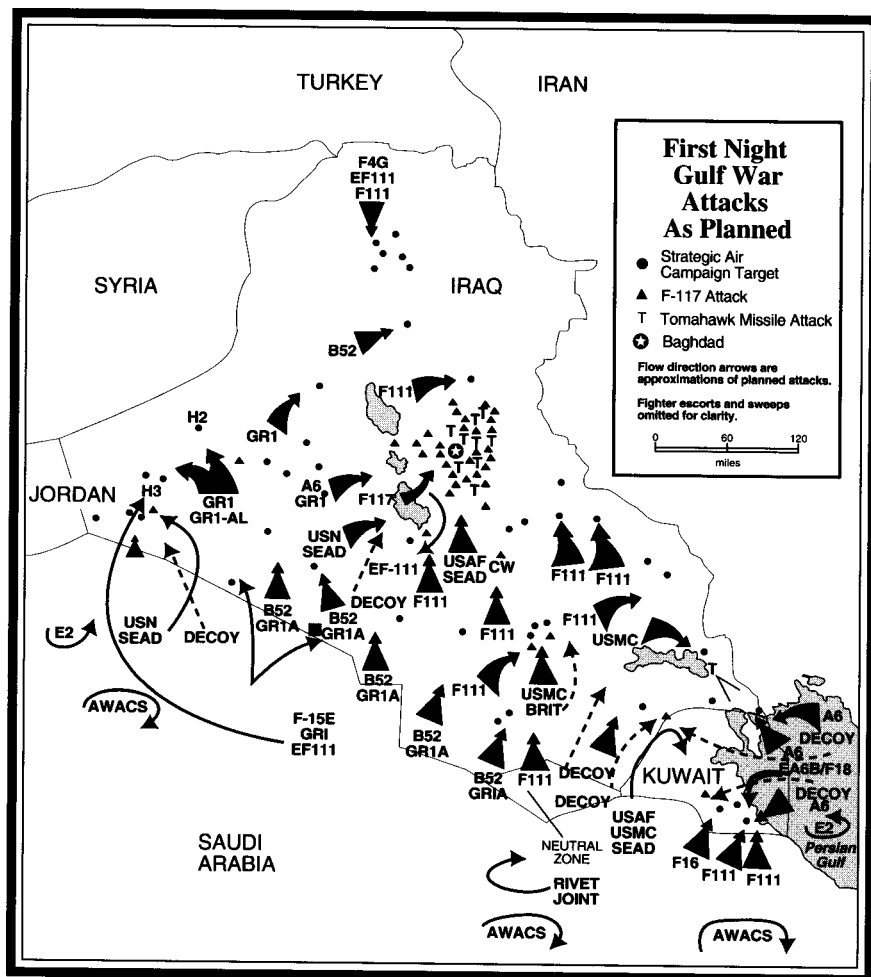 TURKEY
IRAN
First Night
Gulf War
Attacks
As Planned
Strategic Air
Campaign Target
F-117 Attack
T Tomahawk Missile Attack
Baghdad
Flow direction arrows are
approximations of planned attacks.
Fighter escorts and sweeps
omitted for clarity.
0 60 120
miles
F4G
EF111
F111
SYRIA
IRAQ
B52
F111
H2
GR1
T
T
T
T
T
T
T
T
T
JORDAN
H3
GR1
GR1-AL
A6
GR1
F117
USN
SEAD
EF-111
USAF
SEAD
CW
F111
F111
F111
B52
GR1A
B52
GR1A
DECOY
F111
F111
USMC
E2
USN
SEAD
DECOY
B52
GR1A
F111
USMC
BRIT
T
AWACS
F-15E
GRI
EF111
B52
GR1A
B52
GRIA
F111
DECOY
DECOY
KUWAIT
A6
DECOY
A6
EA6B/F18
DECOY
A6
E2
Persian
Gulf
USAF
USMC
SEAD
F16
F111
F111
SAUDI
ARABIA
NEUTRAL
ZONE
RIVET
JOINT
AWACS
AWACS